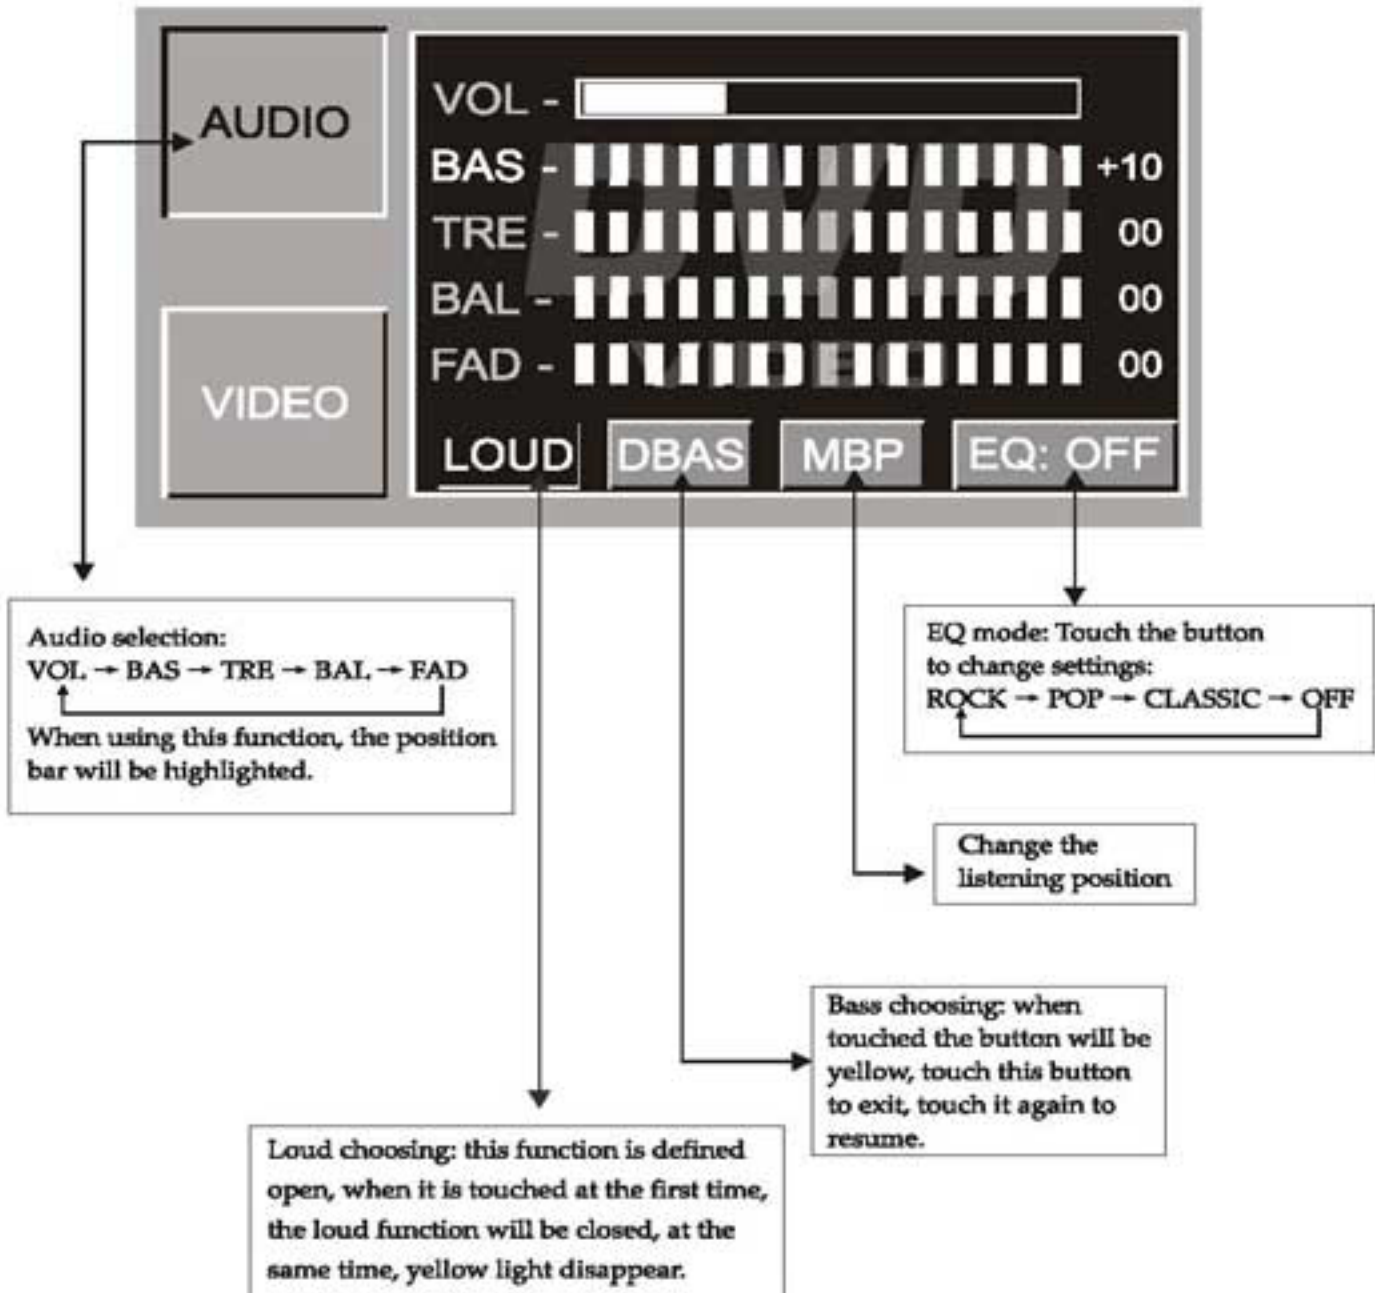 AUDIO
VIDEO
VOL -
BAS - +10
TRE - 00
BAL - 00
FAD - 00
DVD
VIDEO
LOUD DBAS MBP EQ: OFF
Audio selection:
VOL → BAS → TRE → BAL → FAD
When using this function, the position
bar will be highlighted.
EQ mode: Touch the button
to change settings:
ROCK → POP → CLASSIC → OFF
Change the
listening position
Bass choosing: when
touched the button will be
yellow, touch this button
to exit, touch it again to
resume.
Loud choosing: this function is defined
open, when it is touched at the first time,
the loud function will be closed, at the
same time, yellow light disappear.